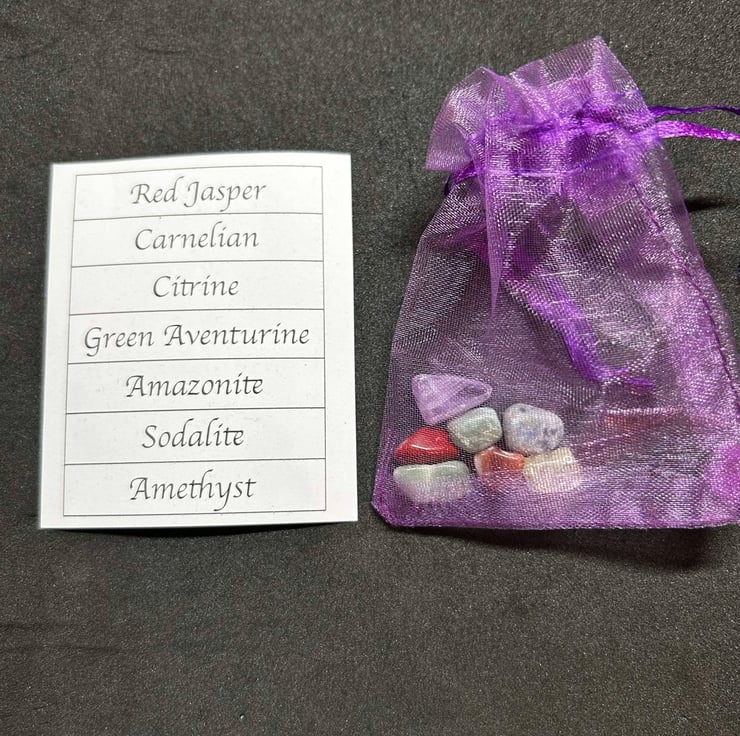 Red Jasper
Carnelian
Citrine
Green Aventurine
Amazonite
Sodalite
Amethyst